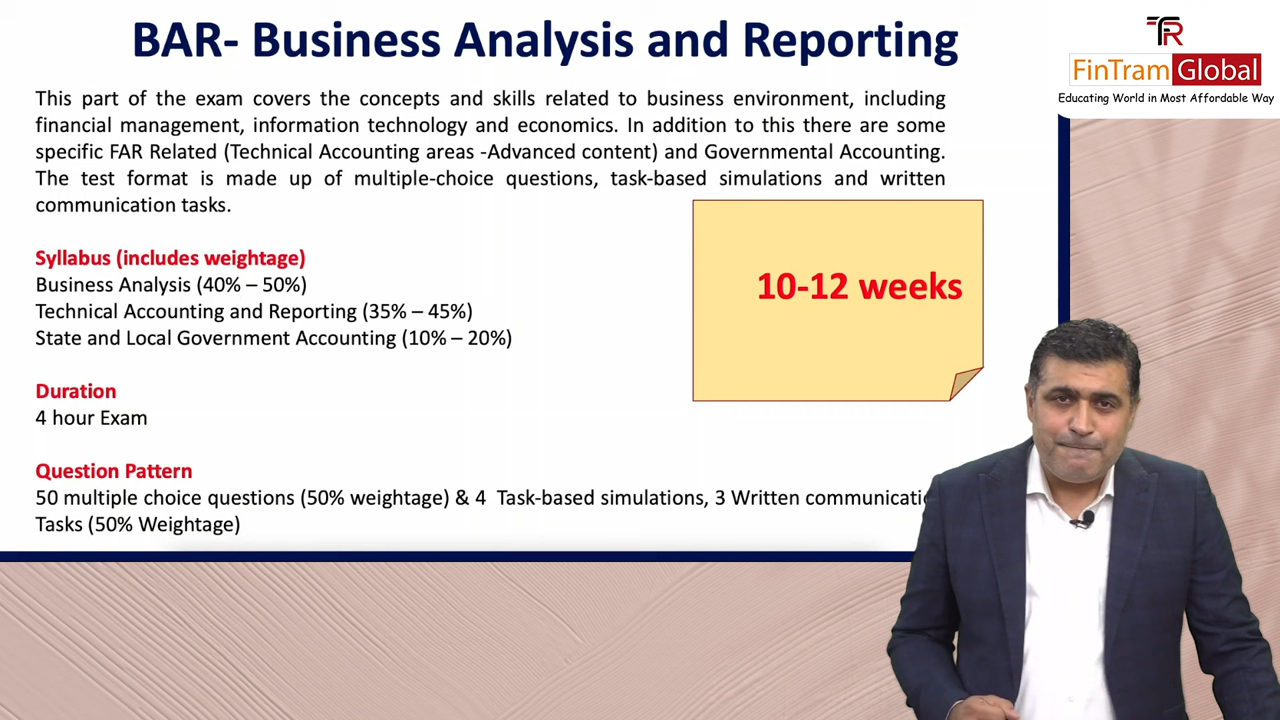 BAR- Business Analysis and Reporting
TR
FinTram Global
Educating World in Most Affordable Way
This part of the exam covers the concepts and skills related to business environment, including
financial management, information technology and economics. In addition to this there are some
specific FAR Related (Technical Accounting areas -Advanced content) and Governmental Accounting.
The test format is made up of multiple-choice questions, task-based simulations and written
communication tasks.
10-12 weeks
Syllabus (includes weightage)
Business Analysis (40% – 50%)
Technical Accounting and Reporting (35% – 45%)
State and Local Government Accounting (10% – 20%)
Duration
4 hour Exam
Question Pattern
50 multiple choice questions (50% weightage) & 4 Task-based simulations, 3 Written
Tasks (50% Weightage)